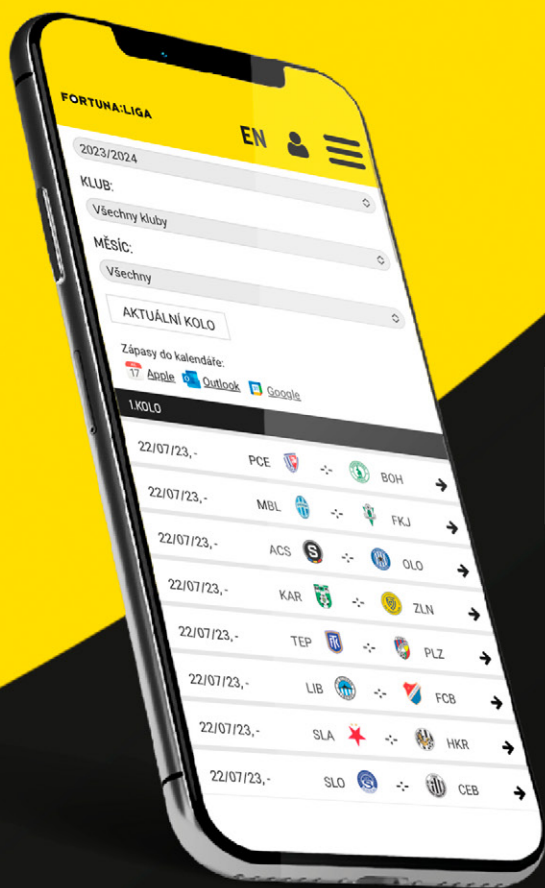 FORTUNA:LIGA
EN
2023/2024
KLUB:
Všechny kluby
MĚSÍC:
Všechny
AKTUÁLNÍ KOLO
Zápasy do kalendáře:
17 Apple Outlook Google
1.KOLO
22/07/23,- PCE -:- BOH
22/07/23,- MBL -:- FKJ
22/07/23,- ACS -:- OLO
22/07/23,- KAR -:- ZLN
22/07/23,- TEP -:- PLZ
22/07/23,- LIB -:- FCB
22/07/23,- SLA -:- HKR
22/07/23,- SLO -:- CEB